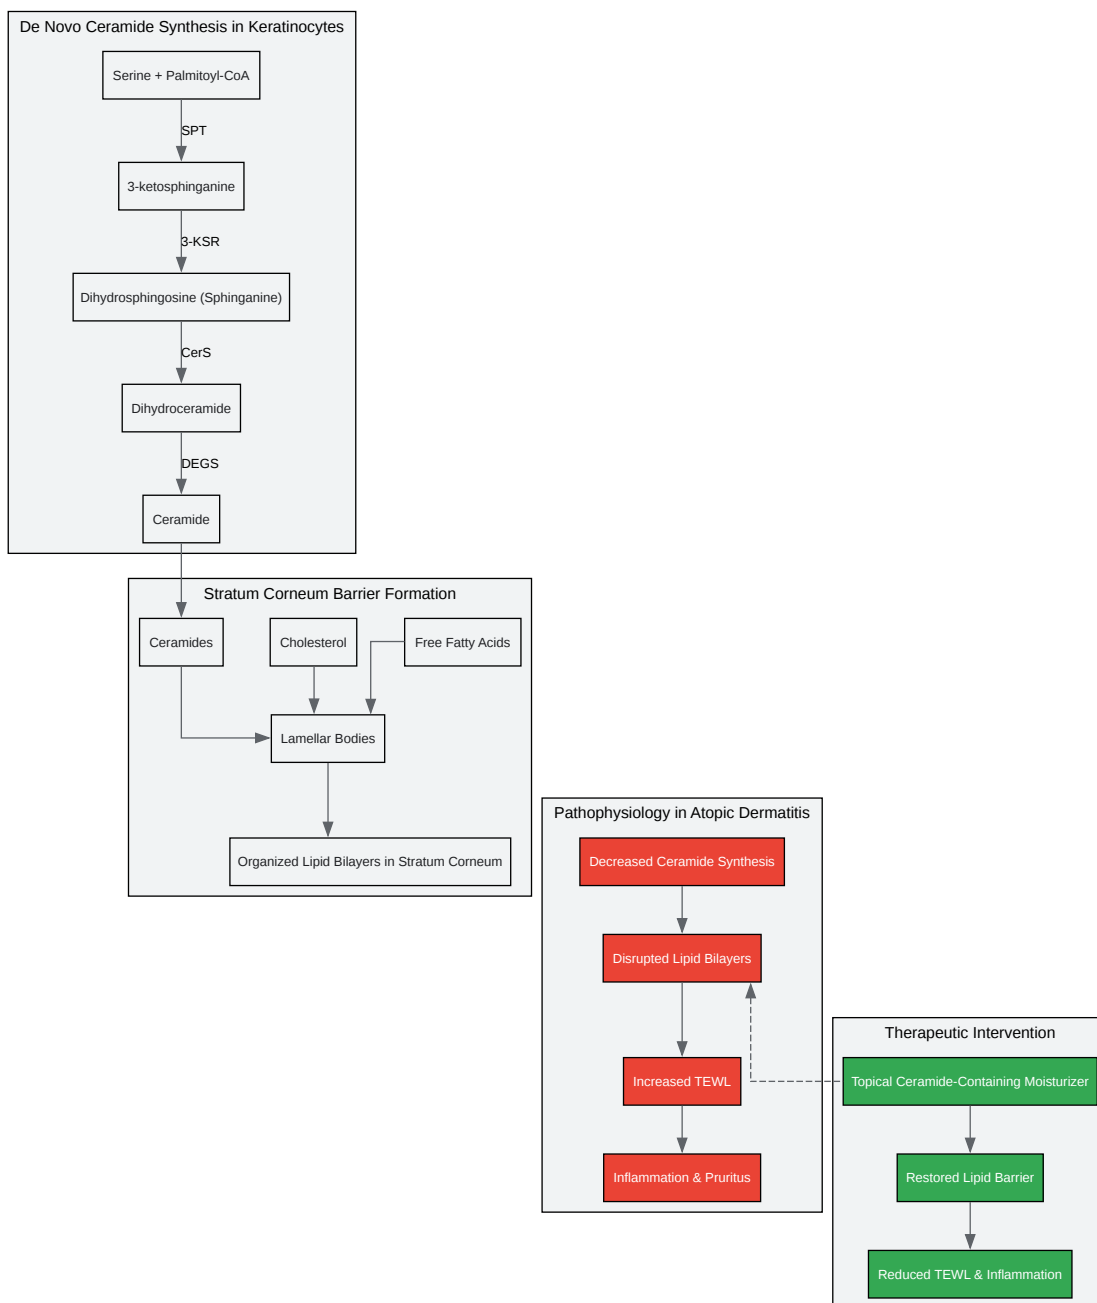 De Novo Ceramide Synthesis in Keratinocytes
Serine + Palmitoyl-CoA
SPT
3-ketosphinganine
3-KSR
Dihydrosphingosine (Sphinganine)
CerS
Dihydroceramide
DEGS
Ceramide
Stratum Corneum Barrier Formation
Ceramides
Cholesterol
Free Fatty Acids
Lamellar Bodies
Organized Lipid Bilayers in Stratum Corneum
Pathophysiology in Atopic Dermatitis
Decreased Ceramide Synthesis
Disrupted Lipid Bilayers
Increased TEWL
Inflammation & Pruritus
Therapeutic Intervention
Topical Ceramide-Containing Moisturizer
Restored Lipid Barrier
Reduced TEWL & Inflammation